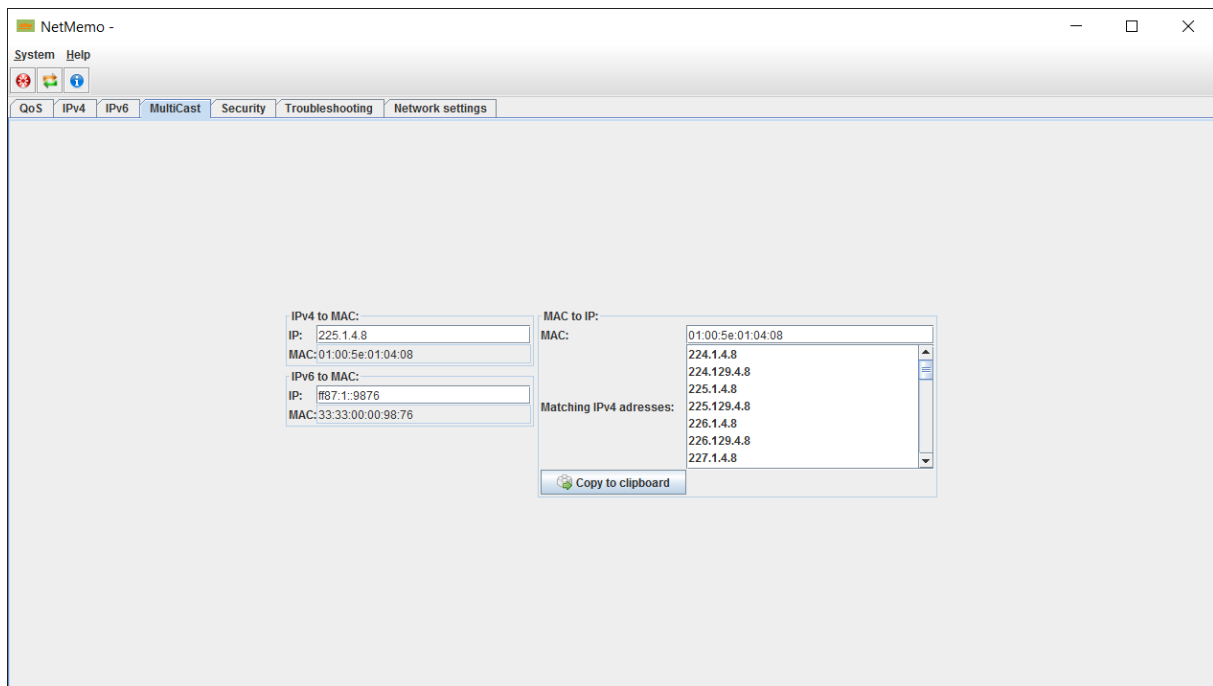 NetMemo -
System Help
QoS IPv4 IPv6 MultiCast Security Troubleshooting Network settings
IPv4 to MAC:
IP: 225.1.4.8
MAC: 01:00:5e:01:04:08
IPv6 to MAC:
IP: ff87:1::9876
MAC: 33:33:00:00:98:76
MAC to IP:
MAC: 01:00:5e:01:04:08
Matching IPv4 adresses:
224.1.4.8
224.129.4.8
225.1.4.8
225.129.4.8
226.1.4.8
226.129.4.8
227.1.4.8
Copy to clipboard